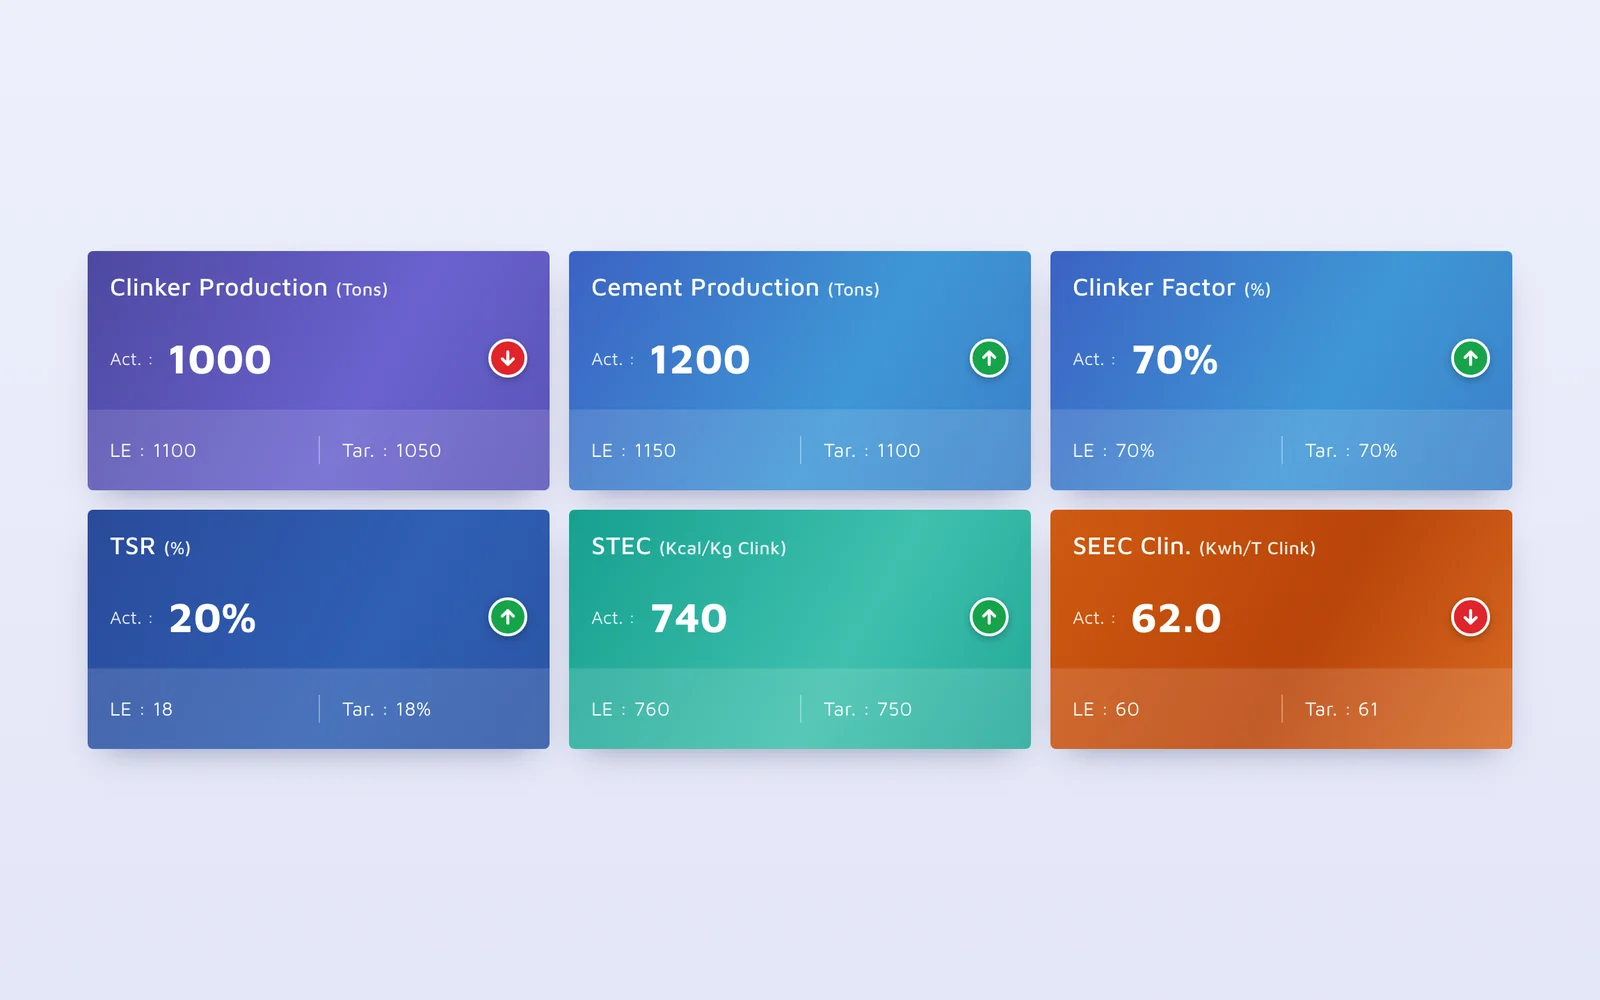 Clinker Production (Tons)
Act. : 1000
LE : 1100
Tar. : 1050
Cement Production (Tons)
Act. : 1200
LE : 1150
Tar. : 1100
Clinker Factor (%)
Act. : 70%
LE : 70%
Tar. : 70%
TSR (%)
Act. : 20%
LE : 18
Tar. : 18%
STEC (Kcal/Kg Clink)
Act. : 740
LE : 760
Tar. : 750
SEEC Clin. (Kwh/T Clink)
Act. : 62.0
LE : 60
Tar. : 61